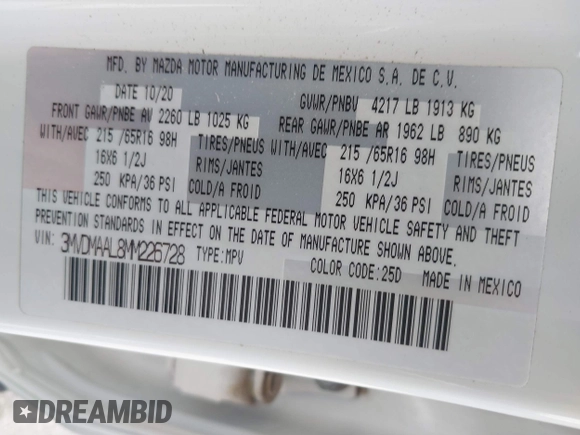 MFD. BY MAZDA MOTOR MANUFACTURING DE MEXICO S.A. DE C.V.
DATE 10/20 GVWR/PNBV 4217 LB 1913 KG
FRONT GAWR/PNBE AV 2260 LB 1025 KG REAR GAWR/PNBE AR 1962 LB 890 KG
WITH/AVEC 215 /65R16 98H TIRES/PNEUS WITH/AVEC 215 /65R16 98H TIRES/PNEUS
16X6 1/2J RIMS/JANTES 16X6 1/2J RIMS/JANTES
250 KPA/36 PSI COLD/A FROID 250 KPA/36 PSI COLD/A FROID
THIS VEHICLE CONFORMS TO ALL APPLICABLE FEDERAL MOTOR VEHICLE SAFETY AND THEFT
PREVENTION STANDARDS IN EFFECT ON THE DATE OF MANUFACTURE SHOWN ABOVE.
VIN: 3MVDMAAL8MM226728 TYPE:MPV
COLOR CODE:25D MADE IN MEXICO
DREAMBID